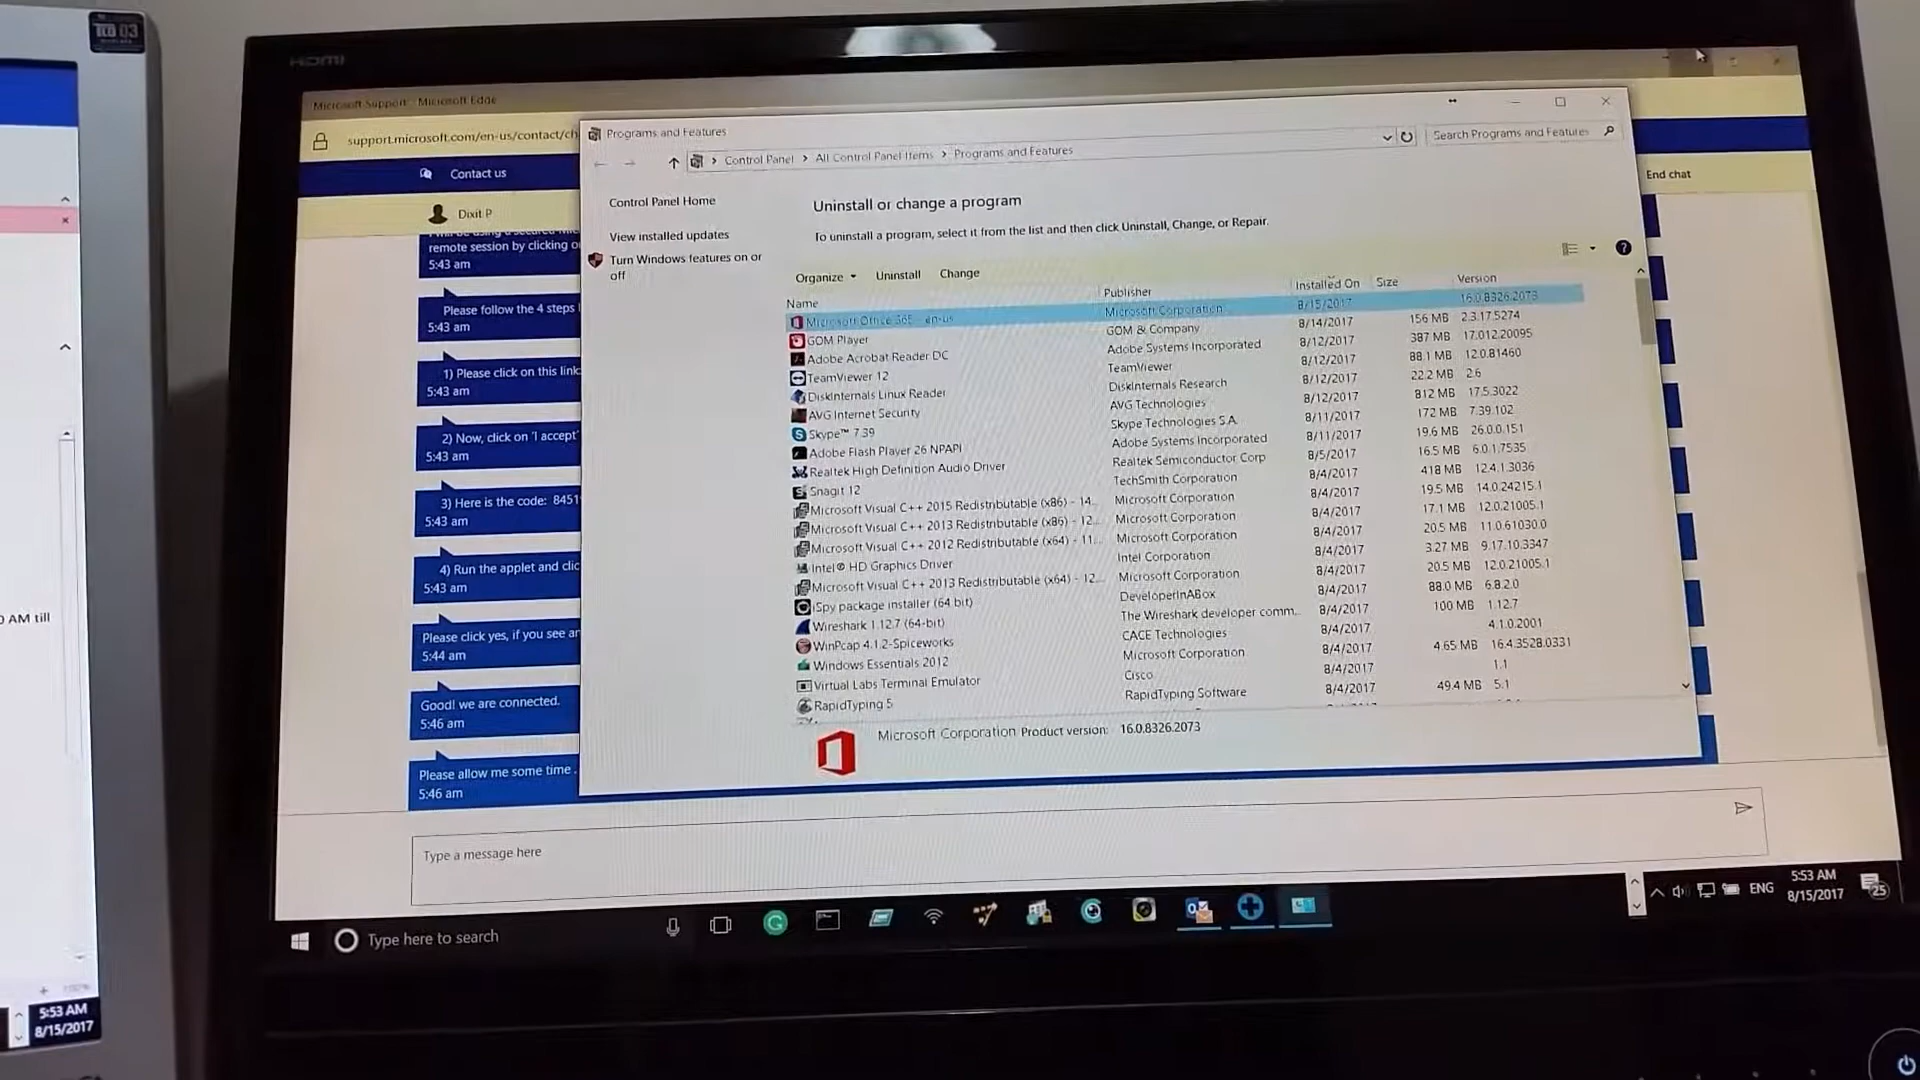 HDMI
Microsoft Support - Microsoft Edge
support.microsoft.com/en-us/contact/ch
Contact us
End chat
Dixit P
remote session by clicking o
5:43 am
Please follow the 4 steps
5:43 am
1) Please click on this link
5:43 am
2) Now, click on 'I accept'
5:43 am
3) Here is the code: 8451
5:43 am
4) Run the applet and clic
5:43 am
Please click yes, if you see an
5:44 am
Good! we are connected.
5:46 am
Please allow me some time .
5:46 am
Type a message here
Programs and Features
Control Panel > All Control Panel Items > Programs and Features
Search Programs and Features
Control Panel Home
View installed updates
Turn Windows features on or
off
Uninstall or change a program
To uninstall a program, select it from the list and then click Uninstall, Change, or Repair.
Organize Uninstall Change
Name Publisher Installed On Size Version
Microsoft Office 365 - en-us Microsoft Corporation 8/15/2017 16.0.8326.2073
GOM Player GOM & Company 8/14/2017 156 MB 2.3.17.5274
Adobe Acrobat Reader DC Adobe Systems Incorporated 8/12/2017 387 MB 17.012.20095
TeamViewer 12 TeamViewer 8/12/2017 88.1 MB 12.0.81460
DiskInternals Linux Reader DiskInternals Research 8/12/2017 22.2 MB 2.6
AVG Internet Security AVG Technologies 8/12/2017 812 MB 17.5.3022
Skype™ 7.39 Skype Technologies S.A. 8/11/2017 172 MB 7.39.102
Adobe Flash Player 26 NPAPI Adobe Systems Incorporated 8/11/2017 19.6 MB 26.0.0.151
Realtek High Definition Audio Driver Realtek Semiconductor Corp 8/5/2017 16.5 MB 6.0.1.7535
Snagit 12 TechSmith Corporation 8/4/2017 418 MB 12.4.1.3036
Microsoft Visual C++ 2015 Redistributable (x86) - 14... Microsoft Corporation 8/4/2017 19.5 MB 14.0.24215.1
Microsoft Visual C++ 2013 Redistributable (x86) - 12... Microsoft Corporation 8/4/2017 17.1 MB 12.0.21005.1
Microsoft Visual C++ 2012 Redistributable (x64) - 11... Microsoft Corporation 8/4/2017 20.5 MB 11.0.61030.0
Intel® HD Graphics Driver Intel Corporation 8/4/2017 3.27 MB 9.17.10.3347
Microsoft Visual C++ 2013 Redistributable (x64) - 12... Microsoft Corporation 8/4/2017 20.5 MB 12.0.21005.1
iSpy package installer (64 bit) DeveloperInABox 8/4/2017 88.0 MB 6.8.2.0
Wireshark 1.12.7 (64-bit) The Wireshark developer comm... 8/4/2017 100 MB 1.12.7
WinPcap 4.1.2-Spiceworks CACE Technologies 8/4/2017 4.1.0.2001
Windows Essentials 2012 Microsoft Corporation 8/4/2017 4.65 MB 16.4.3528.0331
Virtual Labs Terminal Emulator Cisco 8/4/2017 1.1
RapidTyping 5 RapidTyping Software 8/4/2017 49.4 MB 5.1
Microsoft Corporation Product version: 16.0.8326.2073
Type here to search
ENG
5:53 AM
8/15/2017
25
0 AM till
5:53 AM
8/15/2017